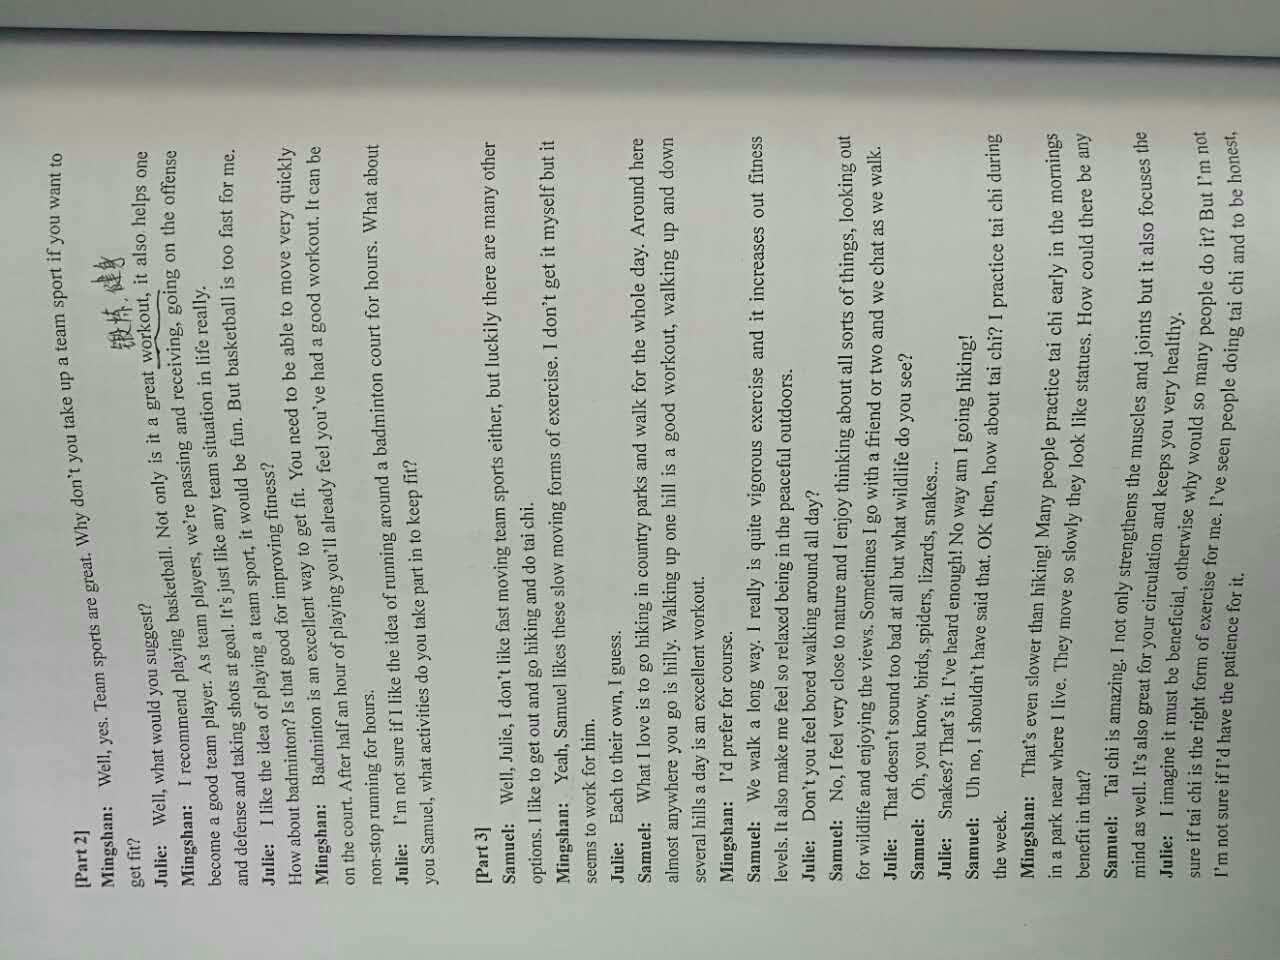 [Part 2]
Mingshan: Well, yes. Team sports are great. Why don't you take up a team sport if you want to
get fit?
锻炼.健身
Julie: Well, what would you suggest?
Mingshan: I recommend playing basketball. Not only is it a great workout, it also helps one
become a good team player. As team players, we're passing and receiving, going on the offense
and defense and taking shots at goal. It's just like any team situation in life really.
Julie: I like the idea of playing a team sport, it would be fun. But basketball is too fast for me.
How about badminton? Is that good for improving fitness?
Mingshan: Badminton is an excellent way to get fit. You need to be able to move very quickly
on the court. After half an hour of playing you'll already feel you've had a good workout. It can be
non-stop running for hours.
Julie: I'm not sure if I like the idea of running around a badminton court for hours. What about
you Samuel, what activities do you take part in to keep fit?
[Part 3]
Samuel: Well, Julie, I don't like fast moving team sports either, but luckily there are many other
options. I like to get out and go hiking and do tai chi.
Mingshan: Yeah, Samuel likes these slow moving forms of exercise. I don't get it myself but it
seems to work for him.
Julie: Each to their own, I guess.
Samuel: What I love is to go hiking in country parks and walk for the whole day. Around here
almost anywhere you go is hilly. Walking up one hill is a good workout, walking up and down
several hills a day is an excellent workout.
Mingshan: I'd prefer for course.
Samuel: We walk a long way. I really is quite vigorous exercise and it increases out fitness
levels. It also make me feel so relaxed being in the peaceful outdoors.
Julie: Don't you feel bored walking around all day?
Samuel: No, I feel very close to nature and I enjoy thinking about all sorts of things, looking out
for wildlife and enjoying the views. Sometimes I go with a friend or two and we chat as we walk.
Julie: That doesn't sound too bad at all but what wildlife do you see?
Samuel: Oh, you know, birds, spiders, lizards, snakes...
Julie: Snakes? That's it. I've heard enough! No way am I going hiking!
Samuel: Uh no, I shouldn't have said that. OK then, how about tai chi? I practice tai chi during
the week.
Mingshan: That's even slower than hiking! Many people practice tai chi early in the mornings
in a park near where I live. They move so slowly they look like statues. How could there be any
benefit in that?
Samuel: Tai chi is amazing. I not only strengthens the muscles and joints but it also focuses the
mind as well. It's also great for your circulation and keeps you very healthy.
Julie: I imagine it must be beneficial, otherwise why would so many people do it? But I'm not
sure if tai chi is the right form of exercise for me. I've seen people doing tai chi and to be honest,
I'm not sure if I'd have the patience for it.